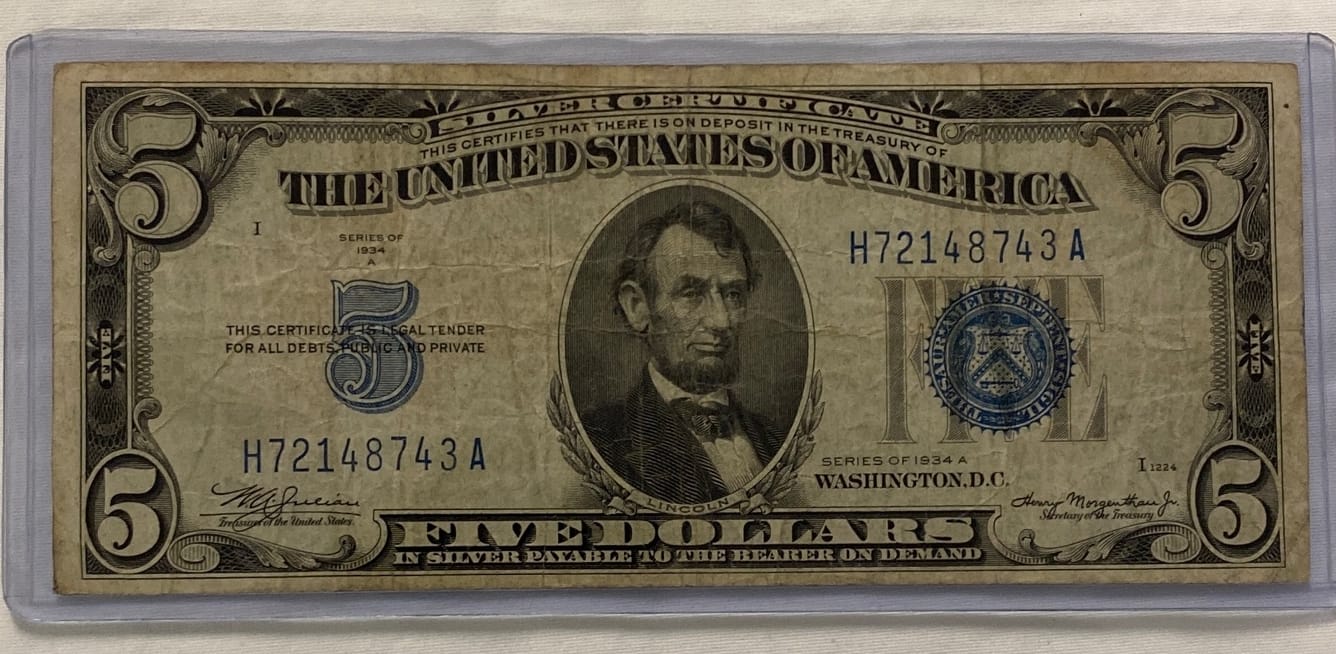 SILVER CERTIFICATE
THIS CERTIFIES THAT THERE IS ON DEPOSIT IN THE TREASURY OF
THE UNITED STATES OF AMERICA
5
5
I
SERIES OF
1934
A
H72148743A
5
THIS CERTIFICATE IS LEGAL TENDER
FOR ALL DEBTS PUBLIC AND PRIVATE
FIVE
FIVE
FIVE
H72148743A
SERIES OF 1934 A
WASHINGTON, D.C.
I 1224
W. A. Julian
Treasurer of the United States.
LINCOLN
Henry Morgenthau Jr.
Secretary of the Treasury
5
5
FIVE DOLLARS
IN SILVER PAYABLE TO THE BEARER ON DEMAND